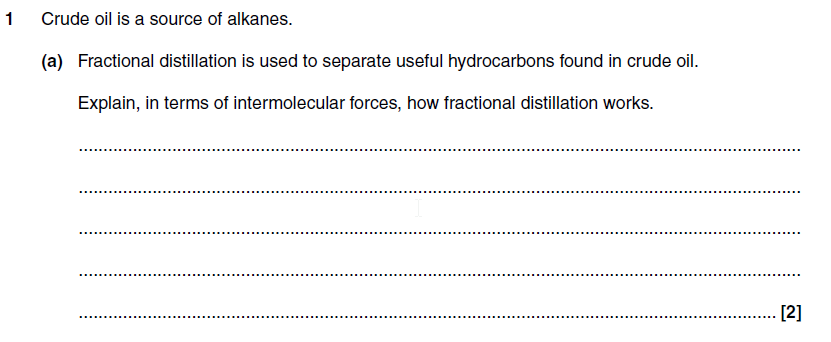 1 Crude oil is a source of alkanes.
(a) Fractional distillation is used to separate useful hydrocarbons found in crude oil.
Explain, in terms of intermolecular forces, how fractional distillation works.
[2]